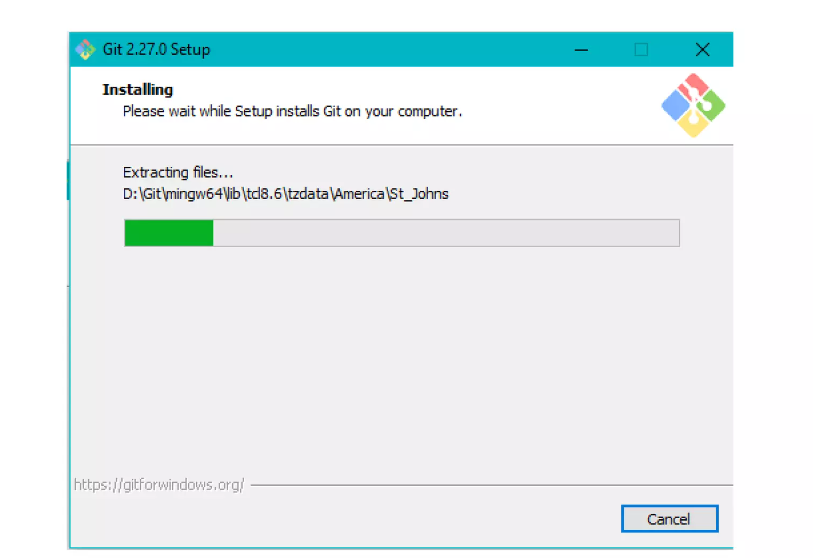 Git 2.27.0 Setup
Installing
Please wait while Setup installs Git on your computer.
Extracting files...
D:\Git\mingw64\lib\tcl8.6\tzdata\America\St_Johns
https://gitforwindows.org/
Cancel